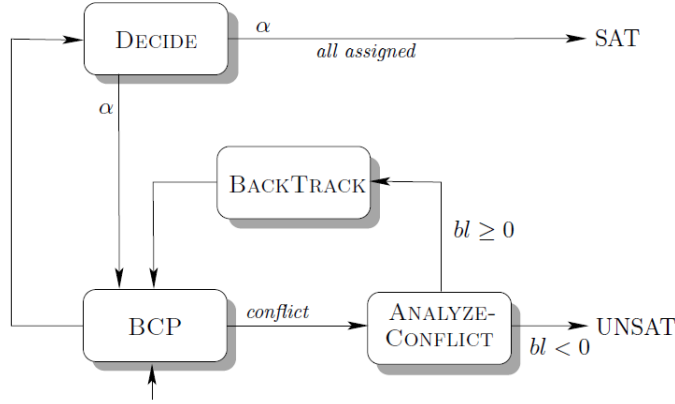 DECIDE
α
all assigned
SAT
α
BACKTRACK
bl ≥ 0
BCP
conflict
ANALYZE-
CONFLICT
bl < 0
UNSAT